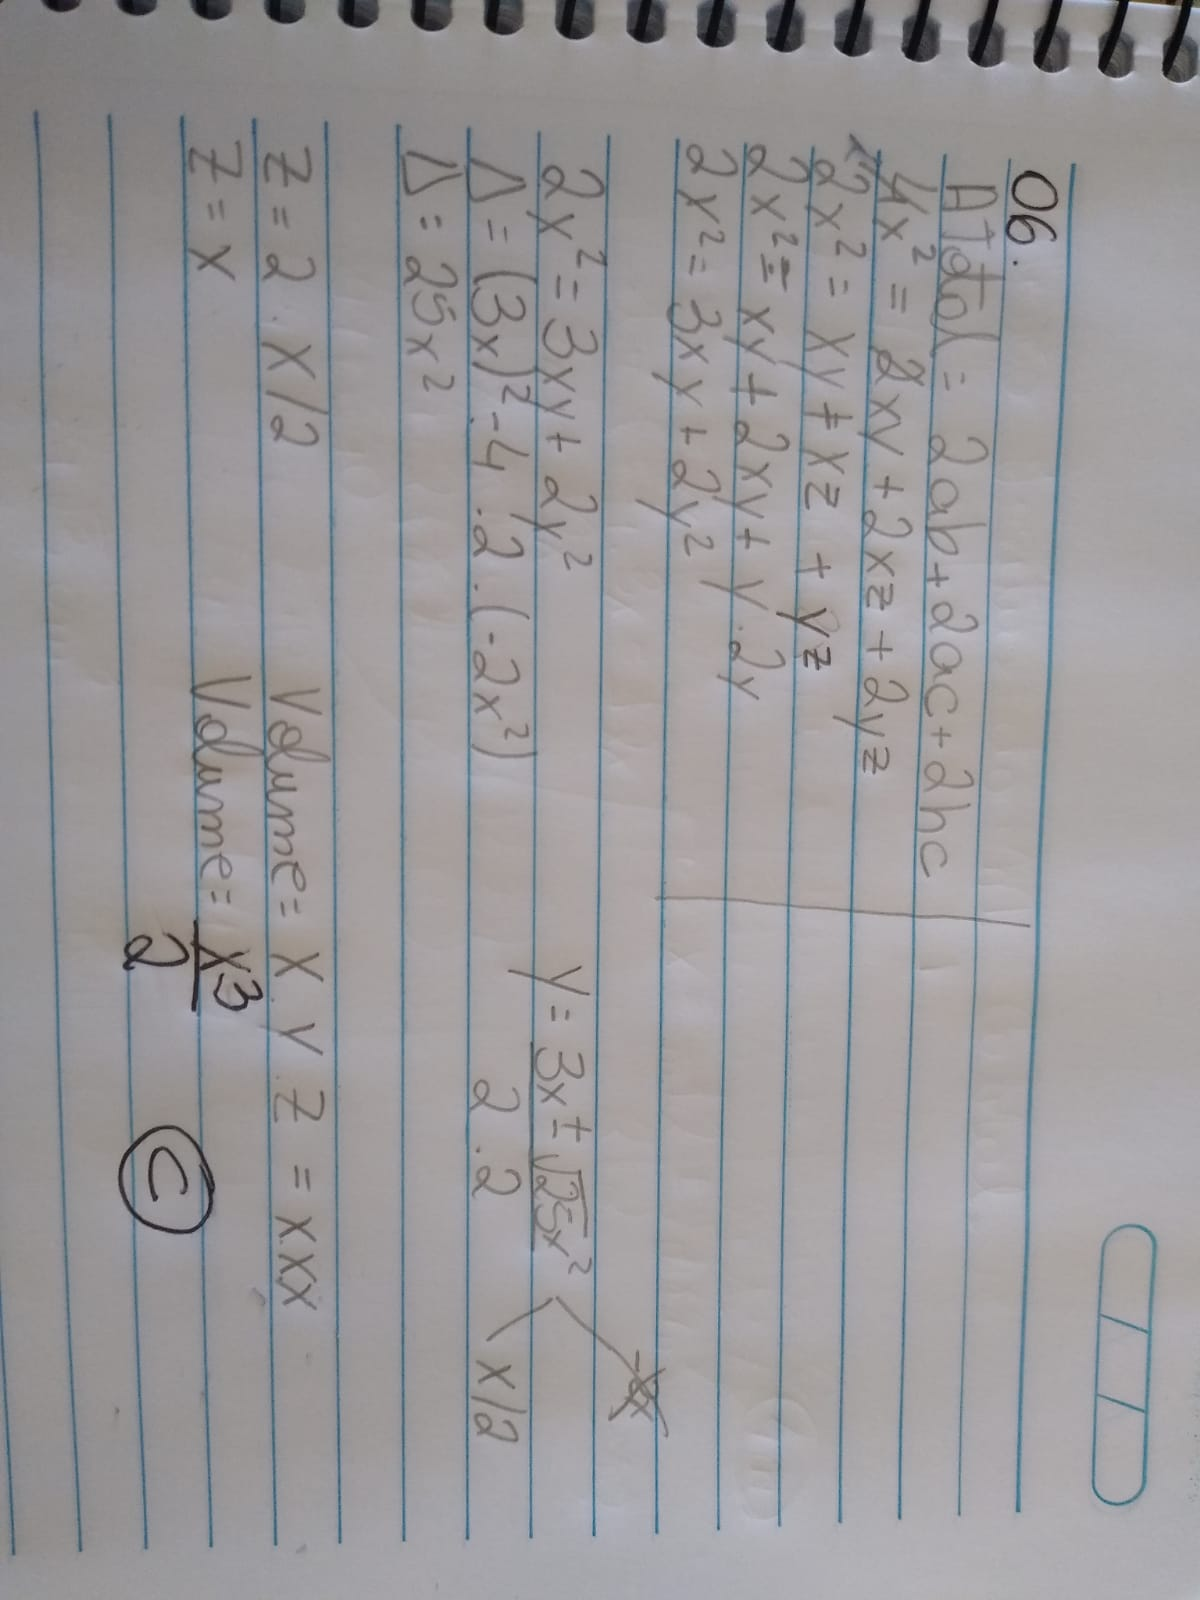 06.
Atotal = 2ab + 2ac + 2hc
4x² = 2xy + 2xz + 2yz
2x² = xy + xz + yz
2x² = xy + 2xy + y.2y
2x² = 3xy + 2y²
2x² = 3xy + 2y²
Δ = (3x)² - 4.2.(-2x²)
Δ = 25x²
y = 3x ± √25x²
2.2
x/2
z = 2.x/2
z = x
Volume = x.y.z = x.x.x
Volume = x³
2
C